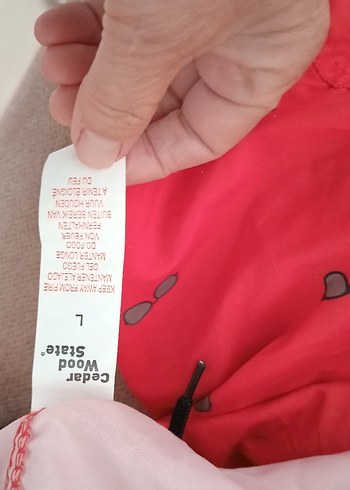 Cedar
Wood
State®
L
KEEP AWAY FROM FIRE
MANTENER ALEJADO
DEL FUEGO
MANTER LONGE
DO FOGO
VON FEUER
FERNHALTEN
BUITEN BEREIK VAN
VUUR HOUDEN
A TENIR ÉLOIGNÉ
DU FEU